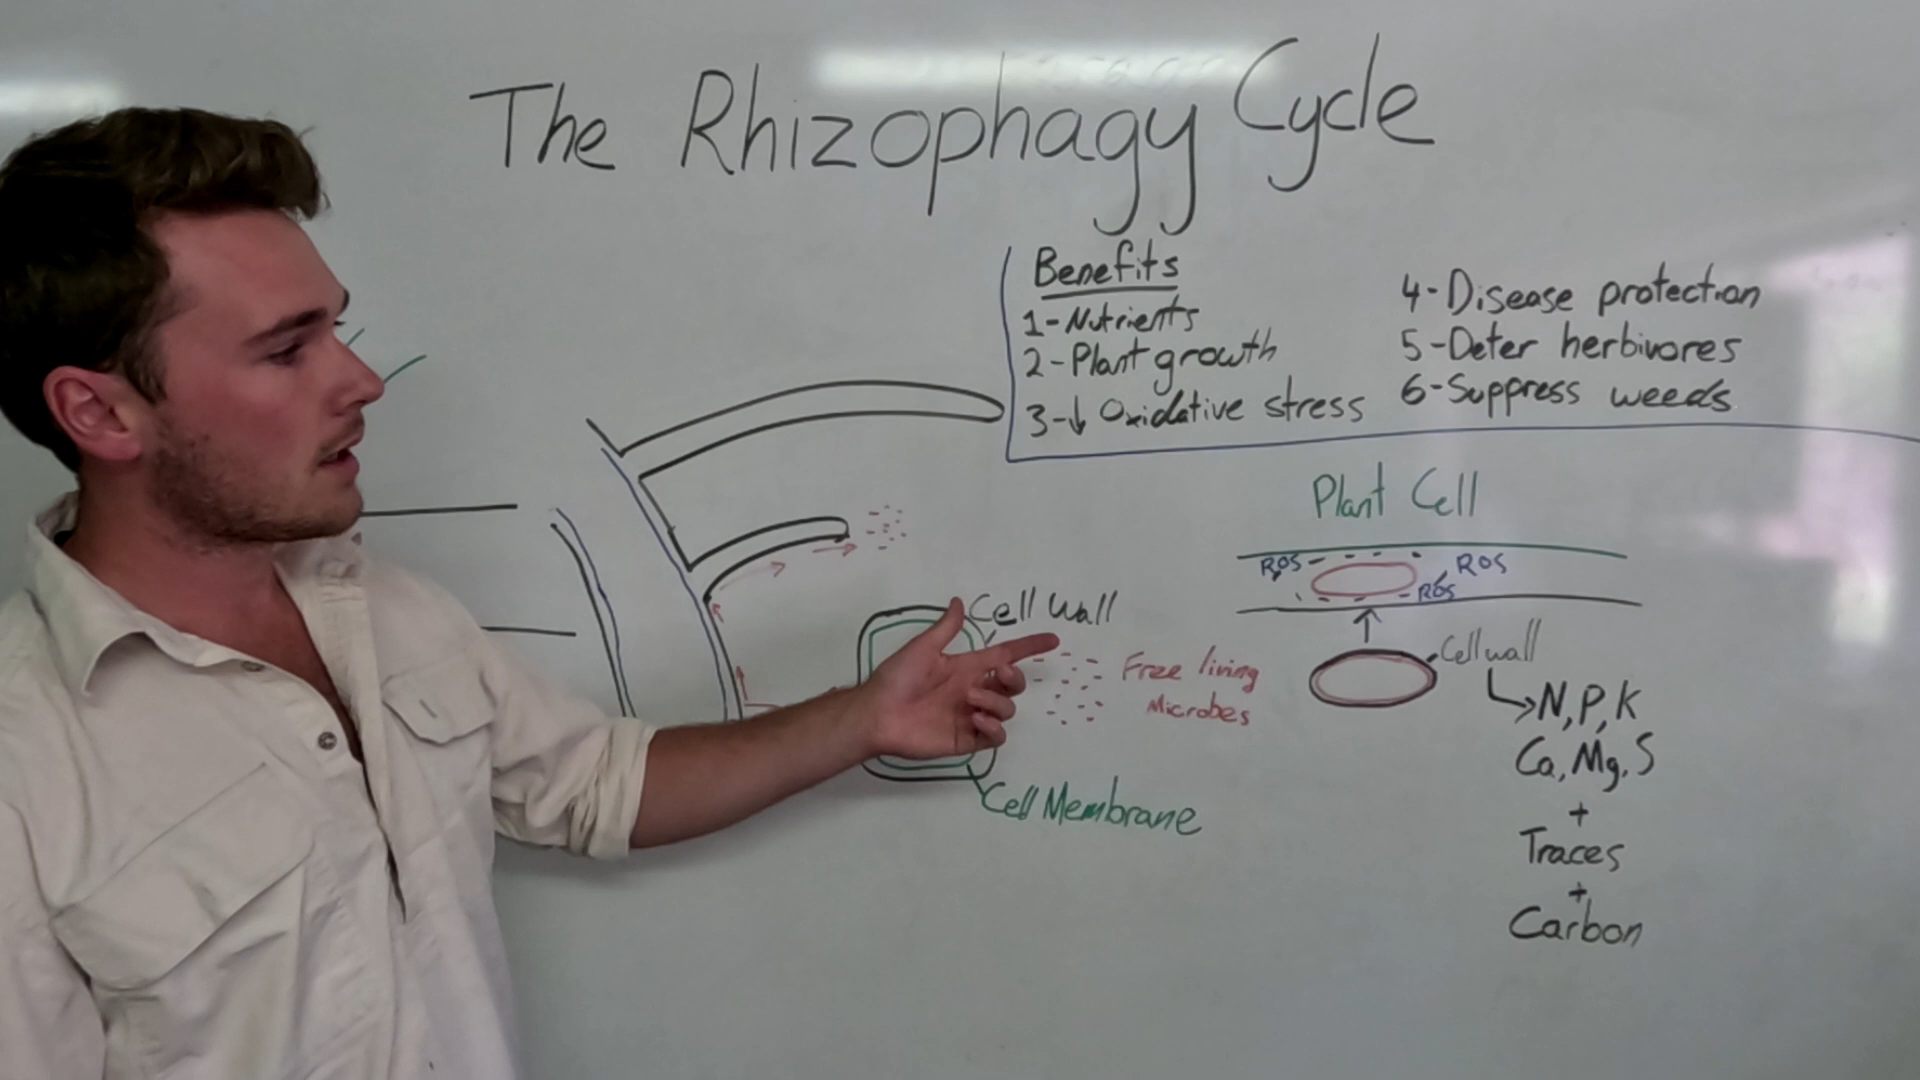 The Rhizophagy Cycle
Benefits
1-Nutrients
2-Plant growth
3-↓ Oxidative stress
4-Disease protection
5-Deter herbivores
6-Suppress weeds
Plant Cell
ROS
ROS
ROS
Cell wall
N, P, K
Ca, Mg, S
+
Traces
+
Carbon
Cell Wall
Free living
Microbes
Cell Membrane